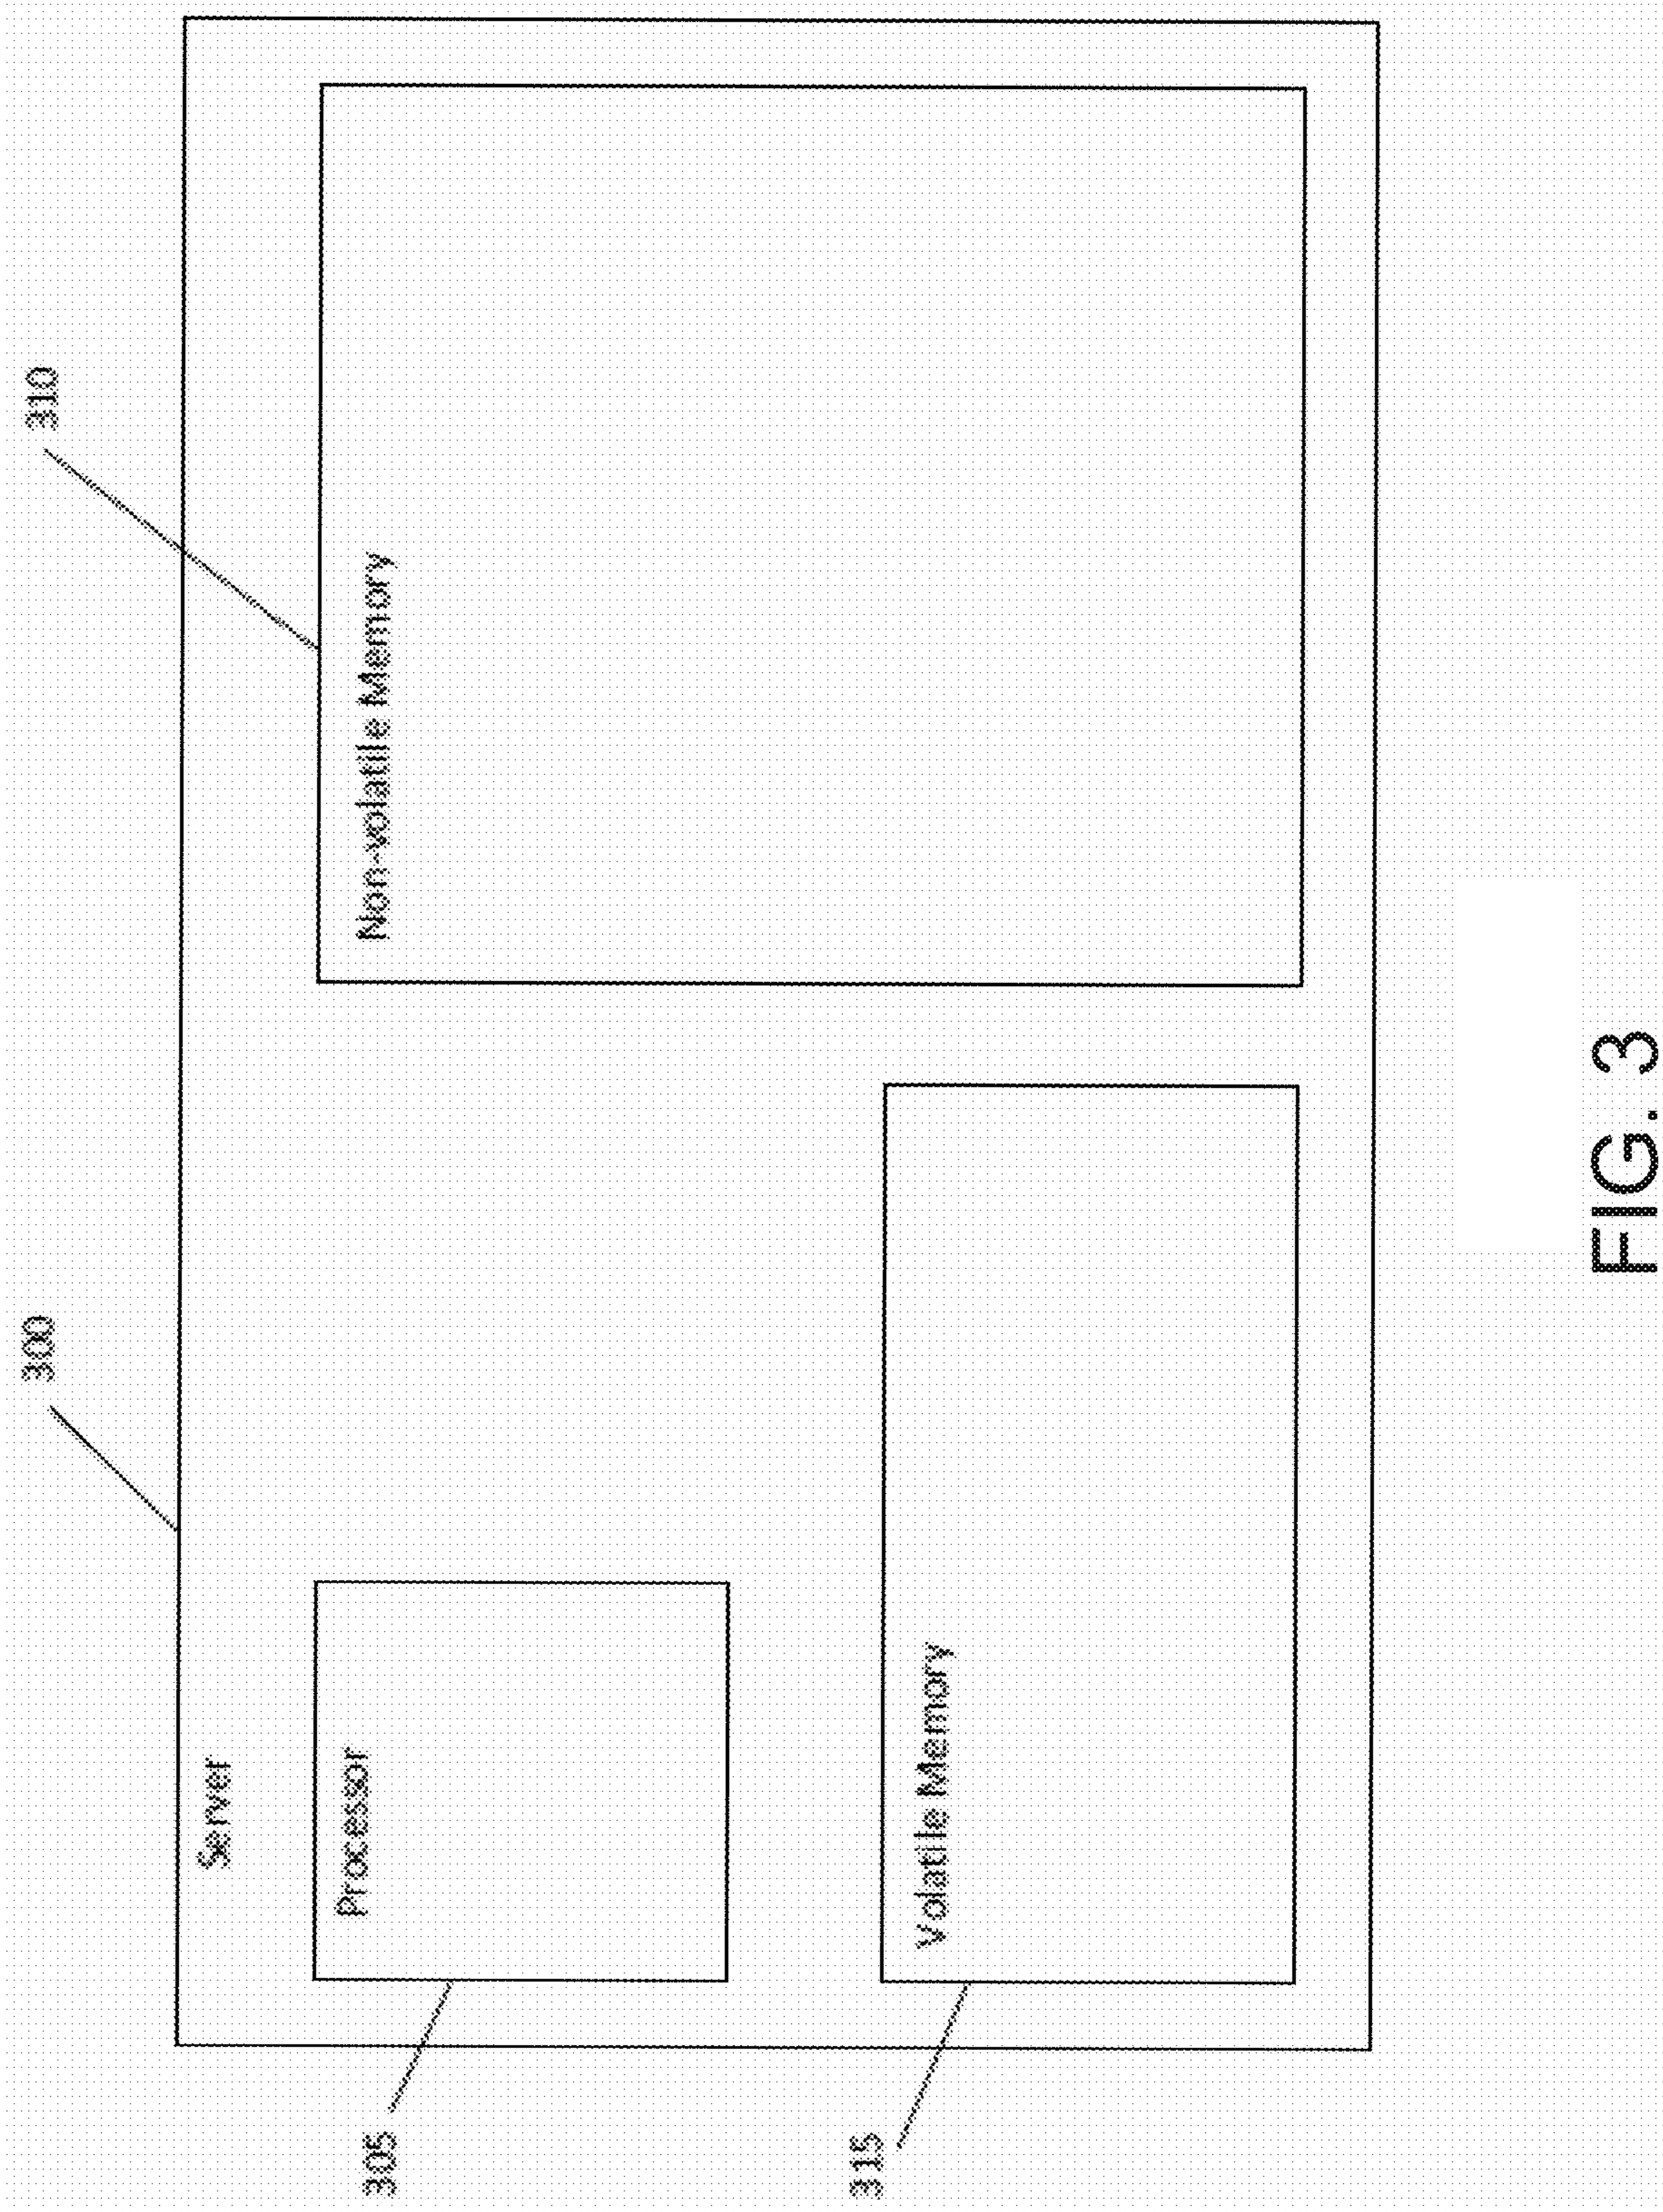 300
310
Server
Processor
Non-volatile Memory
305
Volatile Memory
315
FIG. 3